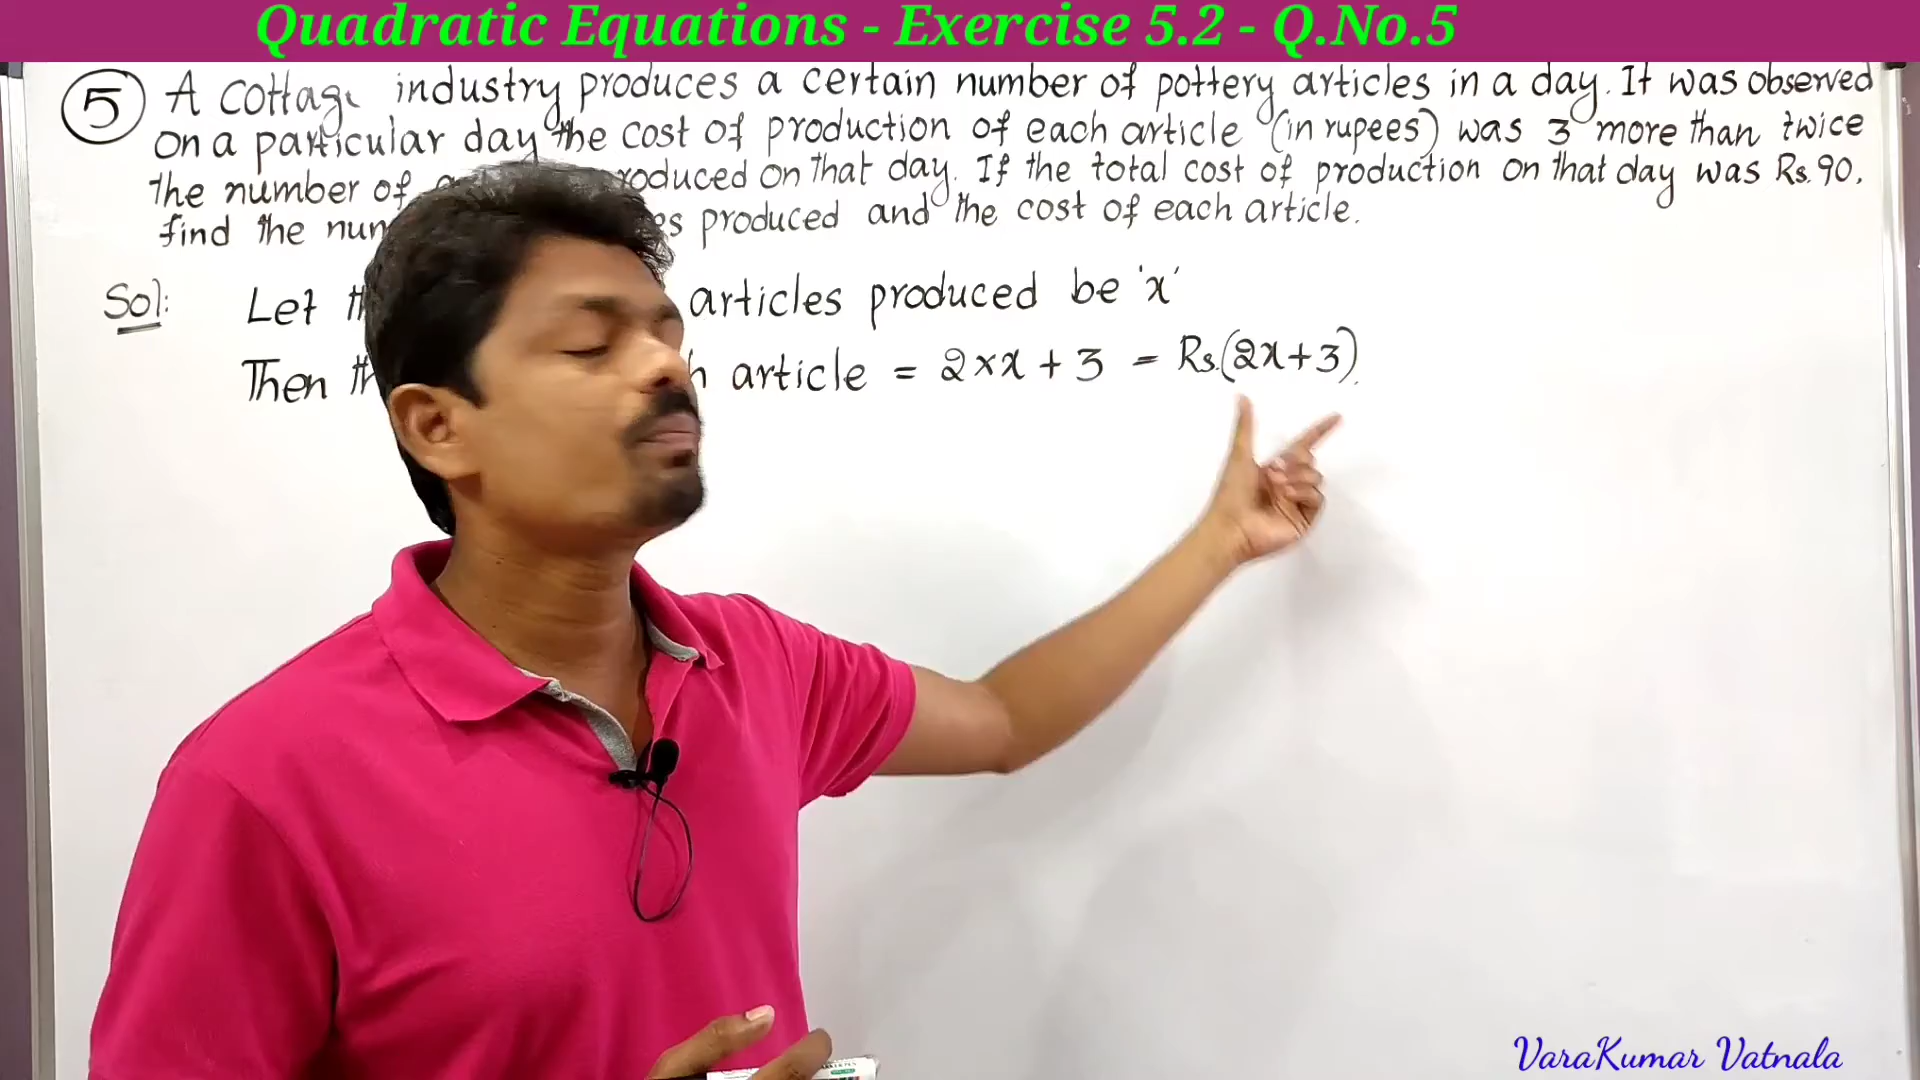 Quadratic Equations - Exercise 5.2 - Q.No.5
5 A cottage industry produces a certain number of pottery articles in a day. It was observed
on a particular day the cost of production of each article (in rupees) was 3 more than twice
the number of produced on that day. If the total cost of production on that day was Rs.90,
find the produced and the cost of each article.
Sol: Let articles produced be 'x'
Then article = 2×x + 3 = Rs.(2x+3).
VaraKumar Vatnala